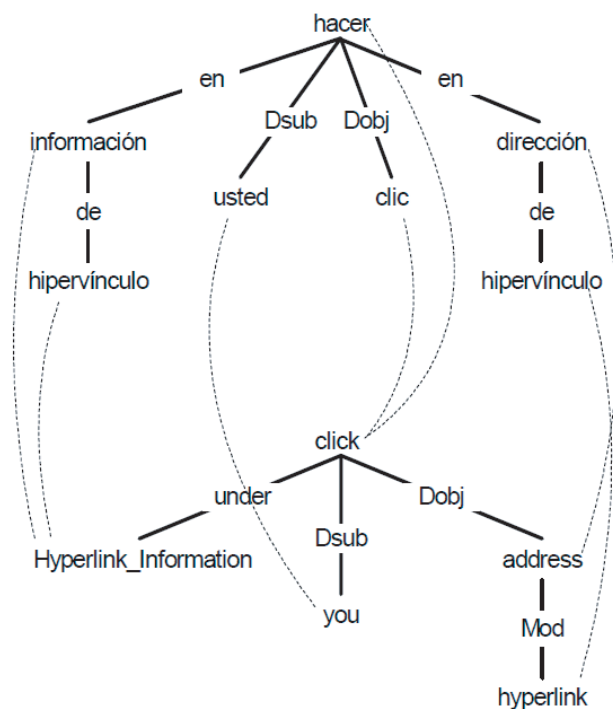 hacer
en en
Dsub Dobj
información dirección
de usted clic de
hipervínculo hipervínculo
click
under Dobj
Dsub
Hyperlink_Information address
you
Mod
hyperlink